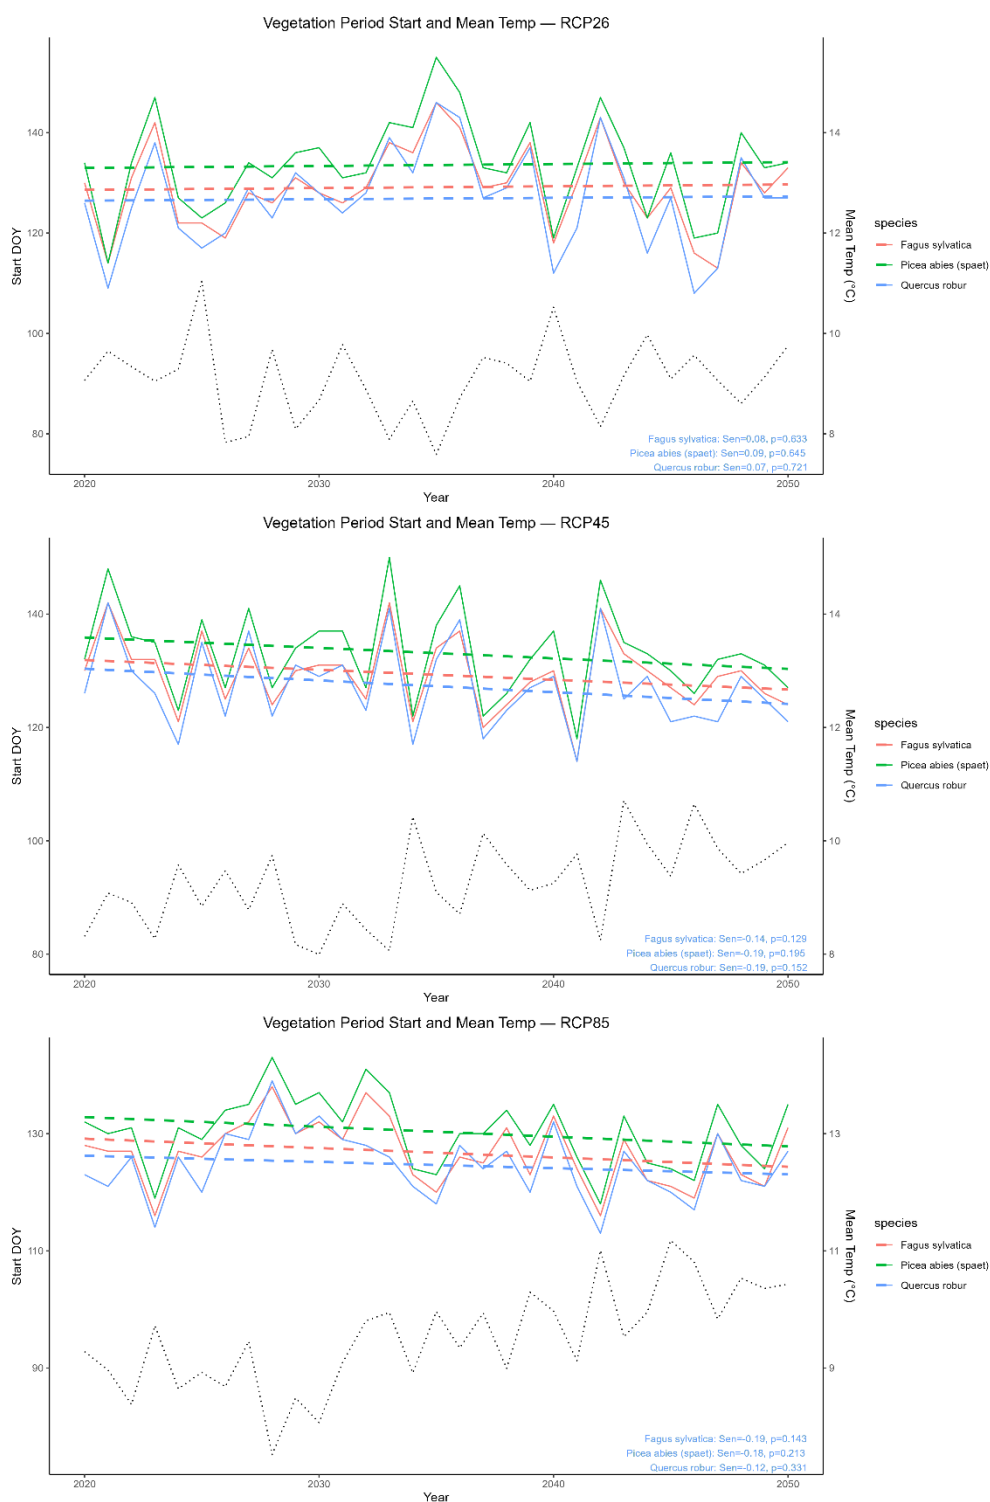 Vegetation Period Start and Mean Temp — RCP26
140
120
100
80
Start DOY
14
12
10
8
Mean Temp (°C)
species
Fagus sylvatica
Picea abies (spaet)
Quercus robur
Fagus sylvatica: Sen=0.08, p=0.633
Picea abies (spaet): Sen=0.09, p=0.645
Quercus robur: Sen=0.07, p=0.721
2020 2030 2040 2050
Year
Vegetation Period Start and Mean Temp — RCP45
140
120
100
80
Start DOY
14
12
10
8
Mean Temp (°C)
species
Fagus sylvatica
Picea abies (spaet)
Quercus robur
Fagus sylvatica: Sen=-0.14, p=0.129
Picea abies (spaet): Sen=-0.19, p=0.195
Quercus robur: Sen=-0.19, p=0.152
2020 2030 2040 2050
Year
Vegetation Period Start and Mean Temp — RCP85
130
110
90
Start DOY
13
11
9
Mean Temp (°C)
species
Fagus sylvatica
Picea abies (spaet)
Quercus robur
Fagus sylvatica: Sen=-0.19, p=0.143
Picea abies (spaet): Sen=-0.18, p=0.213
Quercus robur: Sen=-0.12, p=0.331
2020 2030 2040 2050
Year